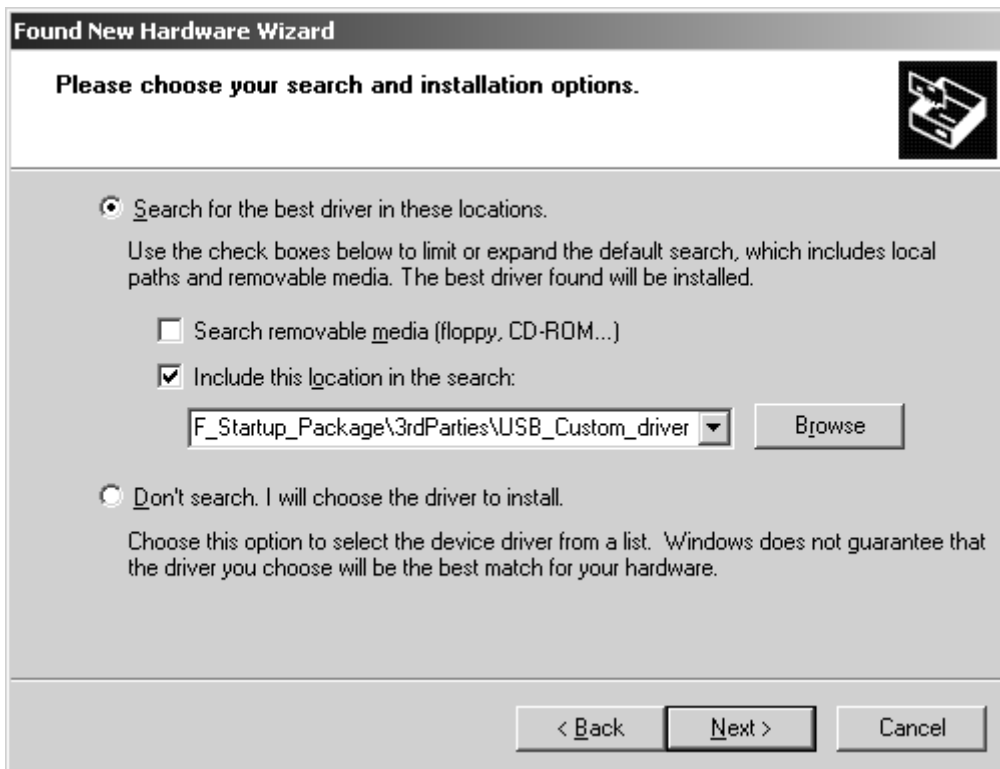 Found New Hardware Wizard
Please choose your search and installation options.
Search for the best driver in these locations.
Use the check boxes below to limit or expand the default search, which includes local
paths and removable media. The best driver found will be installed.
Search removable media (floppy, CD-ROM...)
Include this location in the search:
F_Startup_Package\3rdParties\USB_Custom_driver
Browse
Don't search. I will choose the driver to install.
Choose this option to select the device driver from a list. Windows does not guarantee that
the driver you choose will be the best match for your hardware.
< Back
Next >
Cancel